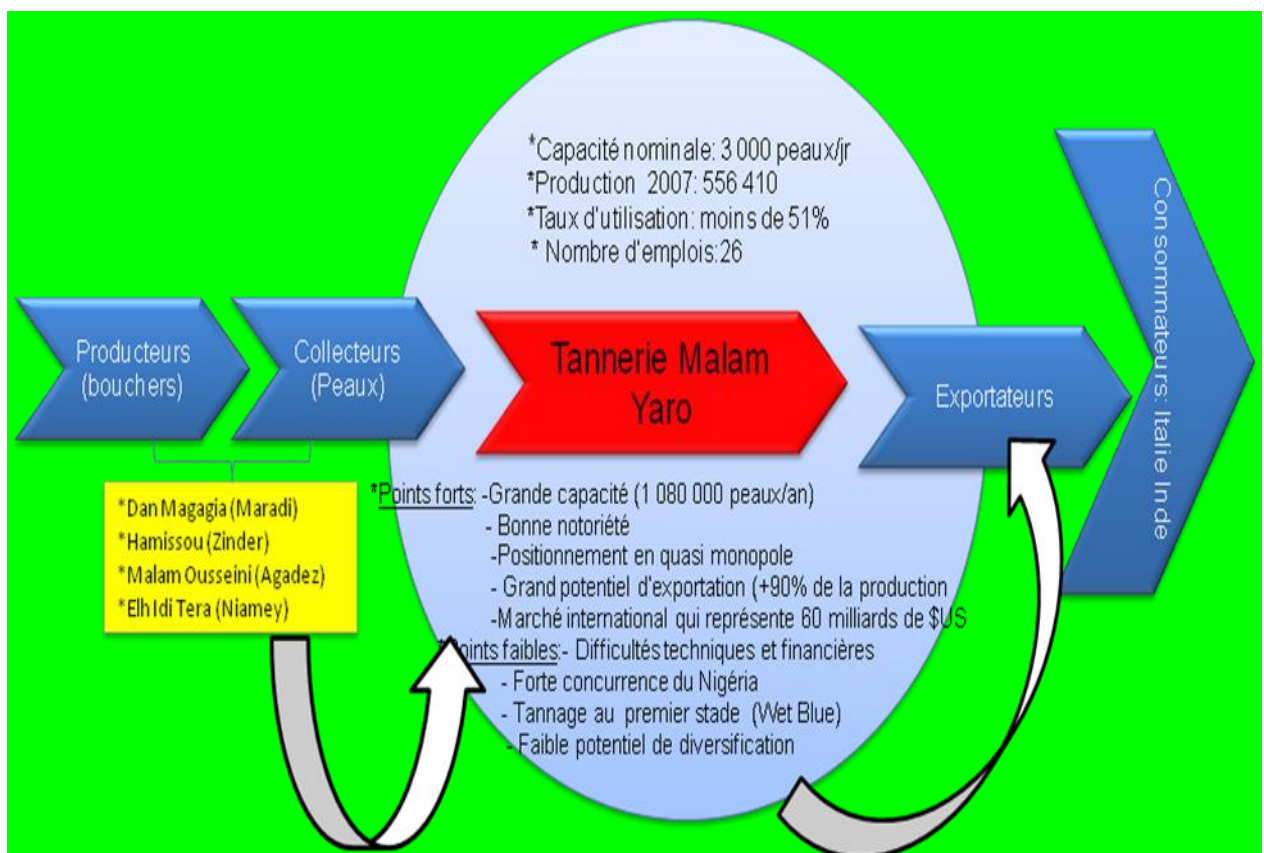 *Capacité nominale: 3 000 peaux/jr
*Production 2007: 556 410
*Taux d'utilisation: moins de 51%
* Nombre d'emplois:26
Producteurs
(bouchers)
Collecteurs
(Peaux)
Tannerie Malam
Yaro
Exportateurs
Consommateurs: Italie Inde
*Dan Magagia (Maradi)
*Hamissou (Zinder)
*Malam Ousseini (Agadez)
*Elh Idi Tera (Niamey)
*Points forts: -Grande capacité (1 080 000 peaux/an)
- Bonne notoriété
-Positionnement en quasi monopole
- Grand potentiel d'exportation (+90% de la production
-Marché international qui représente 60 milliards de $US
*Points faibles:- Difficultés techniques et financières
- Forte concurrence du Nigéria
- Tannage au premier stade (Wet Blue)
- Faible potentiel de diversification